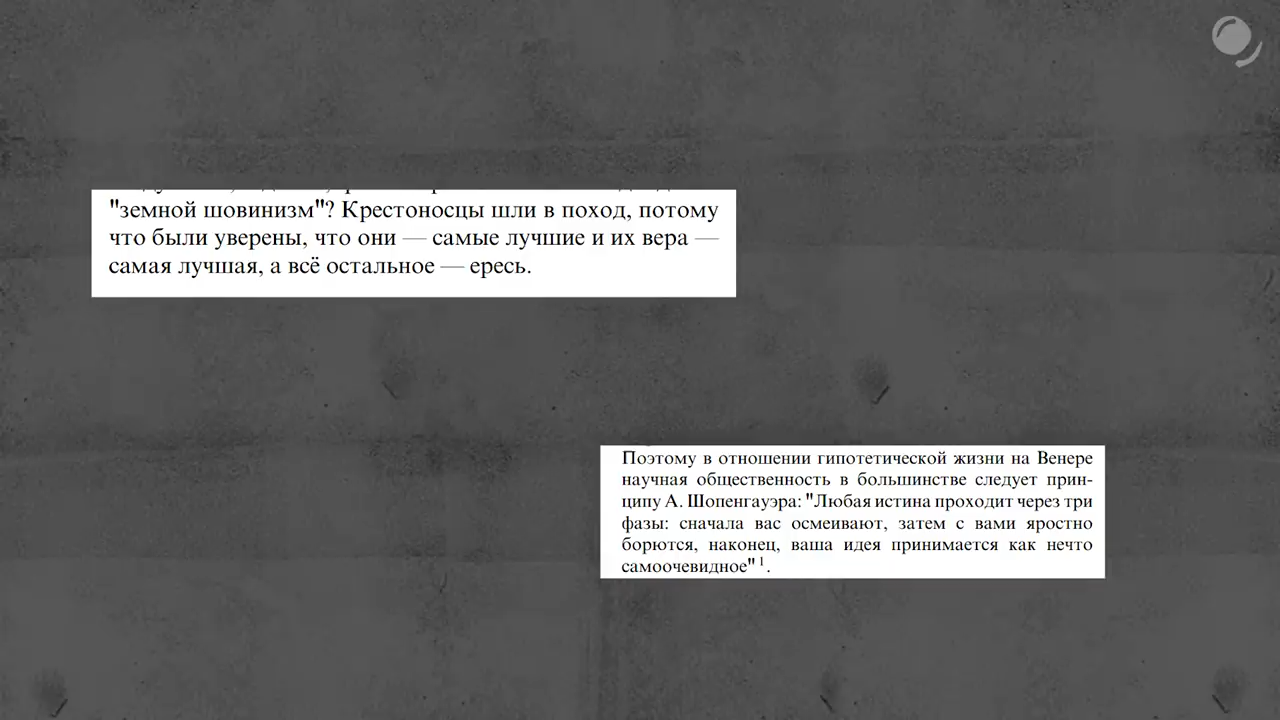 "земной шовинизм"? Крестоносцы шли в поход, потому
что были уверены, что они — самые лучшие и их вера —
самая лучшая, а всё остальное — ересь.
Поэтому в отношении гипотетической жизни на Венере
научная общественность в большинстве следует прин-
ципу А. Шопенгауэра: "Любая истина проходит через три
фазы: сначала вас осмеивают, затем с вами яростно
борются, наконец, ваша идея принимается как нечто
самоочевидное" 1.